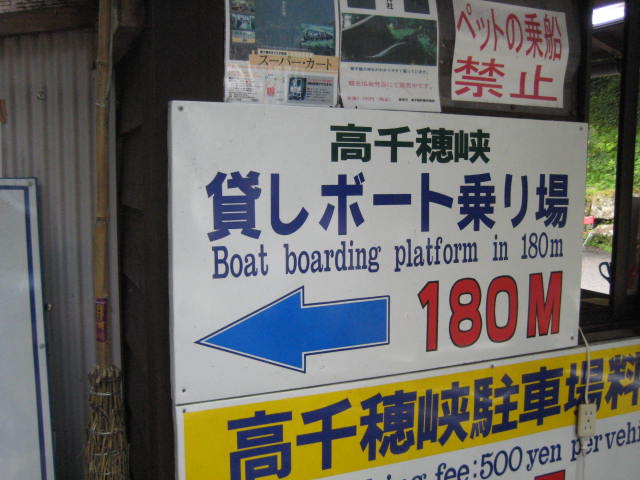 スーパー・カート
ペットの乗船
禁止
高千穂峡
貸しボート乗り場
Boat boarding platform in 180m
180M
高千穂峡駐車場料
fee:500 yen per vehi